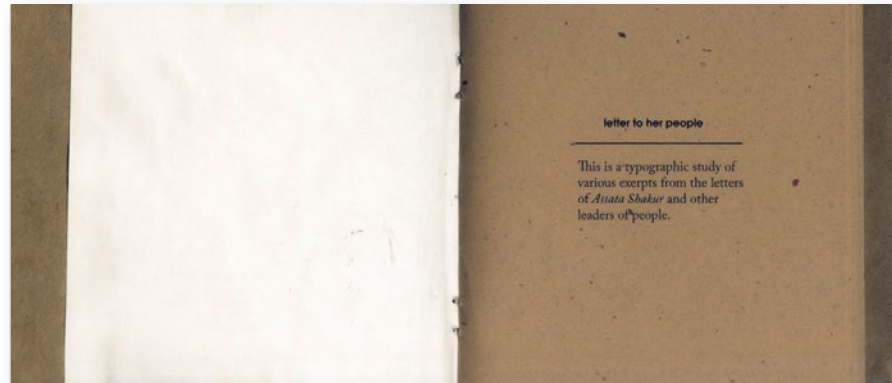 letter to her people
This is a typographic study of
various exerpts from the letters
of Assata Shakur and other
leaders of people.